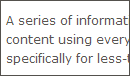 A series of informat
content using every
specifically for less-